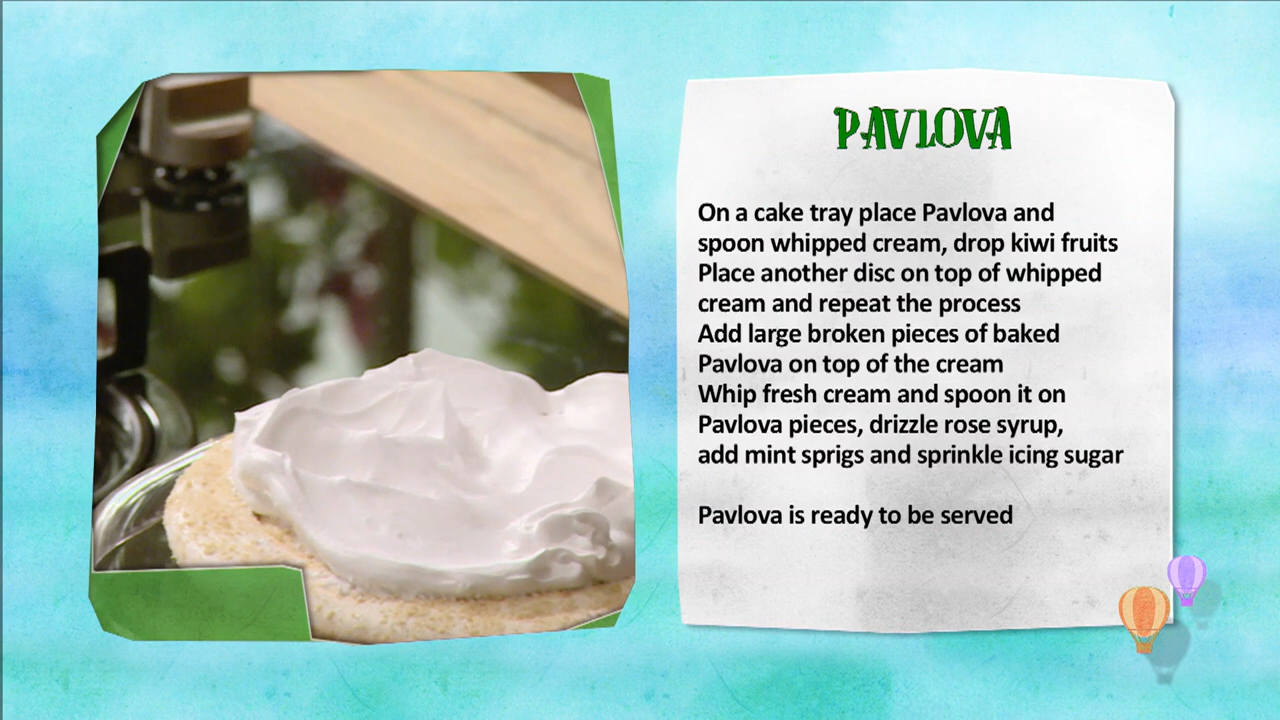 PAVLOVA
On a cake tray place Pavlova and
spoon whipped cream, drop kiwi fruits
Place another disc on top of whipped
cream and repeat the process
Add large broken pieces of baked
Pavlova on top of the cream
Whip fresh cream and spoon it on
Pavlova pieces, drizzle rose syrup,
add mint sprigs and sprinkle icing sugar
Pavlova is ready to be served